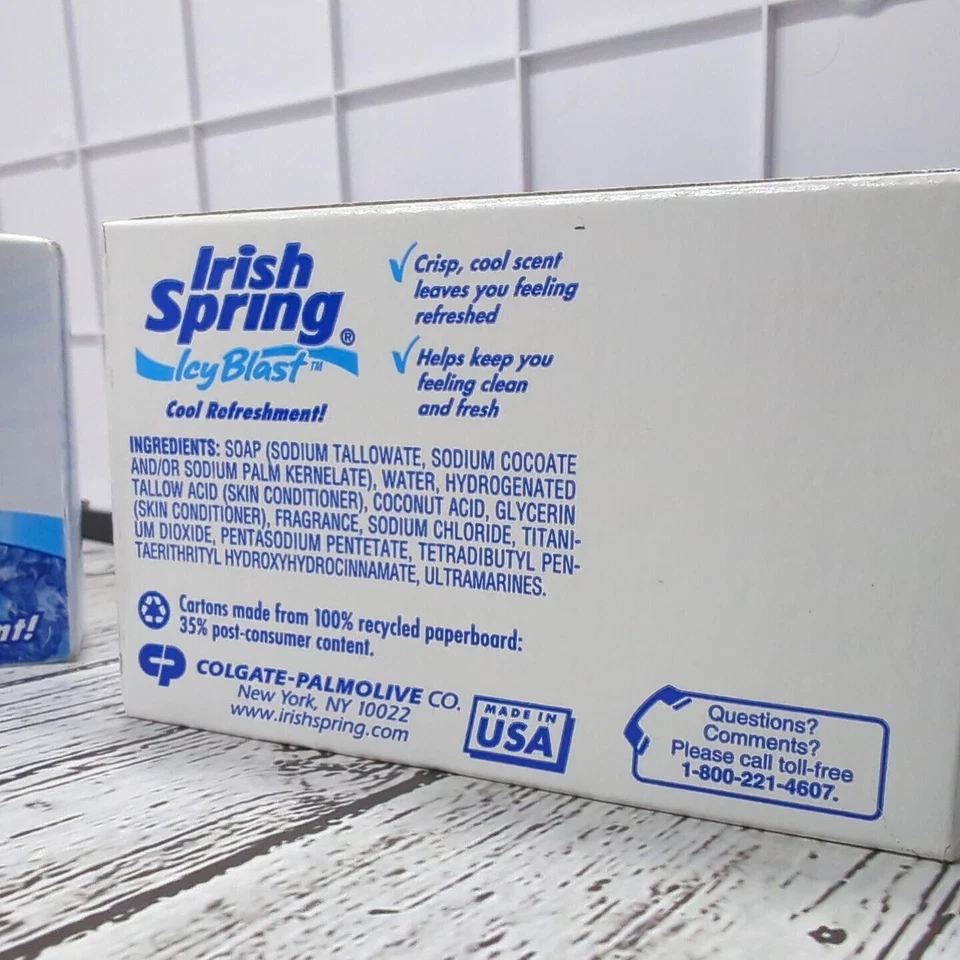 Irish
Spring®
Icy Blast™
Cool Refreshment!
✓ Crisp, cool scent
leaves you feeling
refreshed
✓ Helps keep you
feeling clean
and fresh
INGREDIENTS: SOAP (SODIUM TALLOWATE, SODIUM COCOATE
AND/OR SODIUM PALM KERNELATE), WATER, HYDROGENATED
TALLOW ACID (SKIN CONDITIONER), COCONUT ACID, GLYCERIN
(SKIN CONDITIONER), FRAGRANCE, SODIUM CHLORIDE, TITANI-
UM DIOXIDE, PENTASODIUM PENTETATE, TETRADIBUTYL PEN-
TAERITHRITYL HYDROXYHYDROCINNAMATE, ULTRAMARINES.
Cartons made from 100% recycled paperboard:
35% post-consumer content.
CP
COLGATE-PALMOLIVE CO.
New York, NY 10022
www.irishspring.com
MADE IN
USA
Questions?
Comments?
Please call toll-free
1-800-221-4607.
nt!